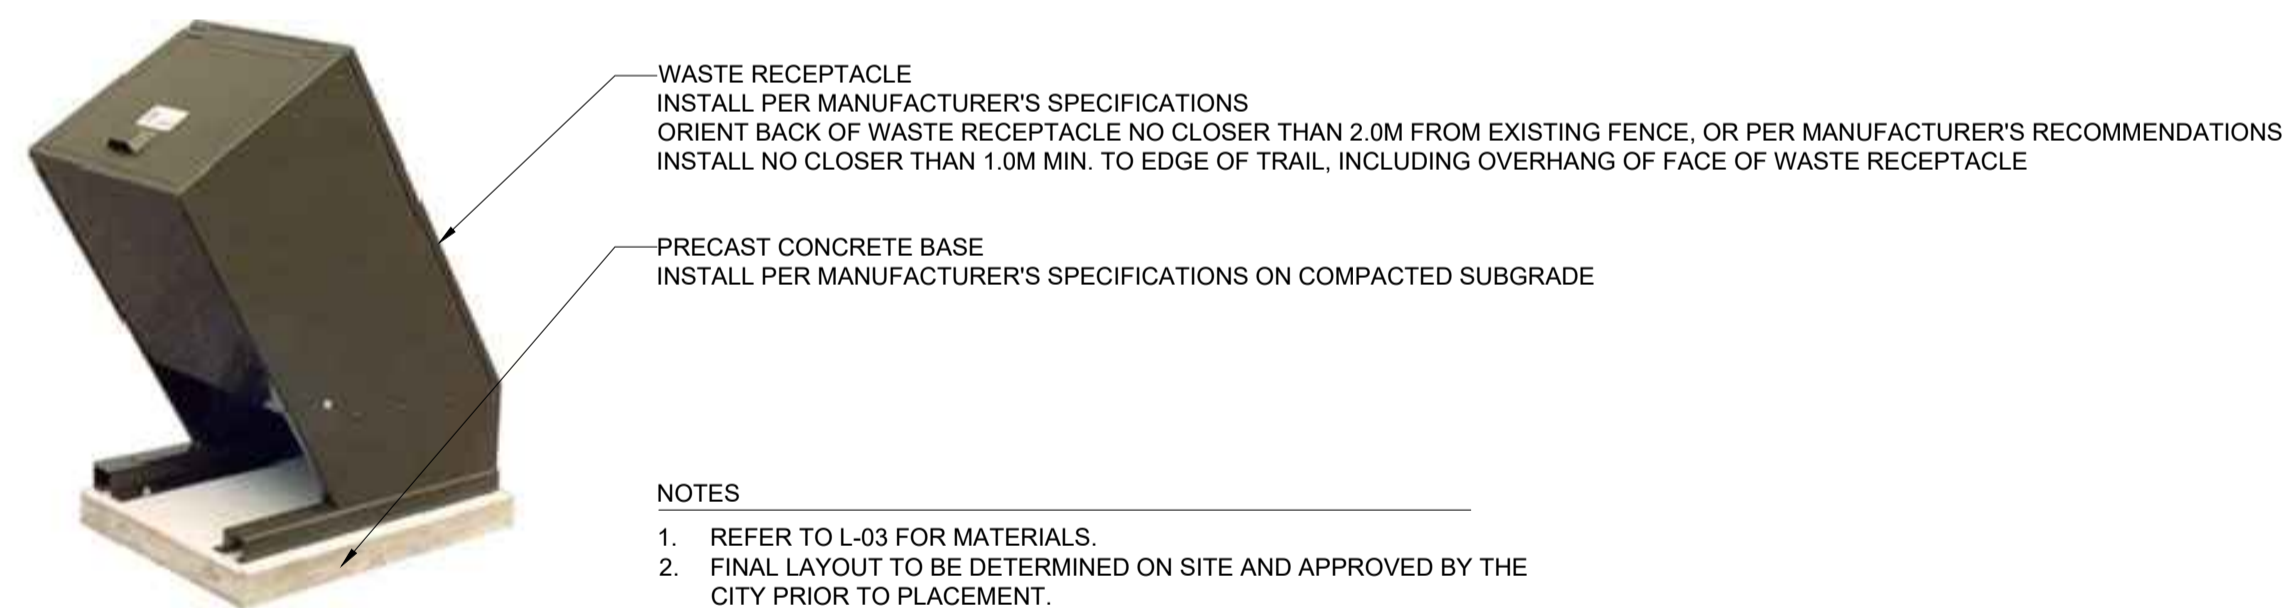 WASTE RECEPTACLE
INSTALL PER MANUFACTURER'S SPECIFICATIONS
ORIENT BACK OF WASTE RECEPTACLE NO CLOSER THAN 2.0M FROM EXISTING FENCE, OR PER MANUFACTURER'S RECOMMENDATIONS
INSTALL NO CLOSER THAN 1.0M MIN. TO EDGE OF TRAIL, INCLUDING OVERHANG OF FACE OF WASTE RECEPTACLE
PRECAST CONCRETE BASE
INSTALL PER MANUFACTURER'S SPECIFICATIONS ON COMPACTED SUBGRADE
NOTES
1. REFER TO L-03 FOR MATERIALS.
2. FINAL LAYOUT TO BE DETERMINED ON SITE AND APPROVED BY THE
CITY PRIOR TO PLACEMENT.